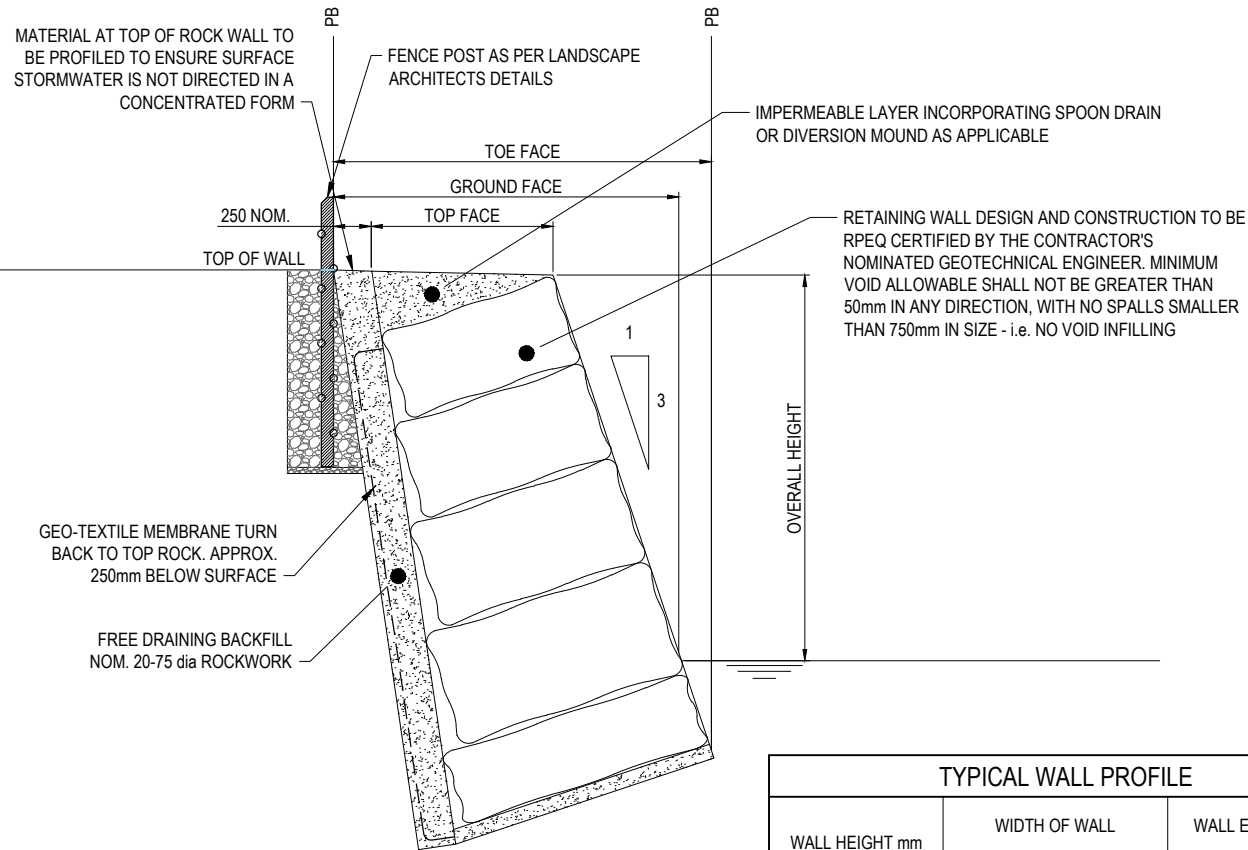 PB
PB
MATERIAL AT TOP OF ROCK WALL TO
BE PROFILED TO ENSURE SURFACE
STORMWATER IS NOT DIRECTED IN A
CONCENTRATED FORM
FENCE POST AS PER LANDSCAPE
ARCHITECTS DETAILS
IMPERMEABLE LAYER INCORPORATING SPOON DRAIN
OR DIVERSION MOUND AS APPLICABLE
TOE FACE
GROUND FACE
250 NOM.
TOP FACE
TOP OF WALL
RETAINING WALL DESIGN AND CONSTRUCTION TO BE
RPEQ CERTIFIED BY THE CONTRACTOR'S
NOMINATED GEOTECHNICAL ENGINEER. MINIMUM
VOID ALLOWABLE SHALL NOT BE GREATER THAN
50mm IN ANY DIRECTION, WITH NO SPALLS SMALLER
THAN 750mm IN SIZE - i.e. NO VOID INFILLING
1
3
OVERALL HEIGHT
GEO-TEXTILE MEMBRANE TURN
BACK TO TOP ROCK. APPROX.
250mm BELOW SURFACE
FREE DRAINING BACKFILL
NOM. 20-75 dia ROCKWORK
TYPICAL WALL PROFILE
WALL HEIGHT mm
WIDTH OF WALL
WALL E